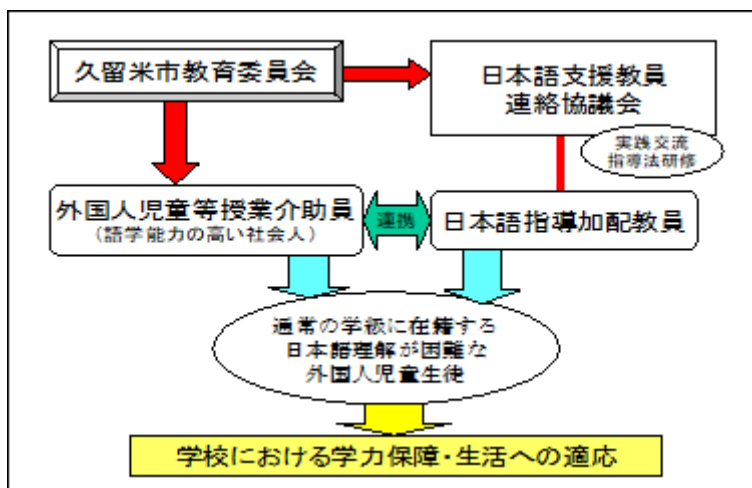 久留米市教育委員会
日本語支援教員
連絡協議会
実践交流
指導法研修
外国人児童等授業介助員
(語学能力の高い社会人)
連携
日本語指導加配教員
通常の学級に在籍する
日本語理解が困難な
外国人児童生徒
学校における学力保障・生活への適応